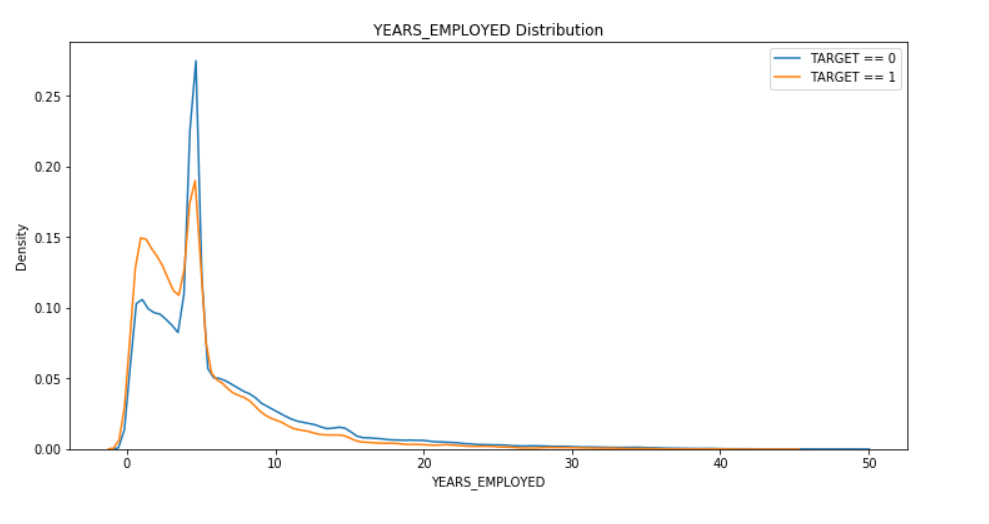 YEARS_EMPLOYED Distribution
TARGET == 0
TARGET == 1
0.25
0.20
0.15
0.10
0.05
0.00
Density
0 10 20 30 40 50
YEARS_EMPLOYED